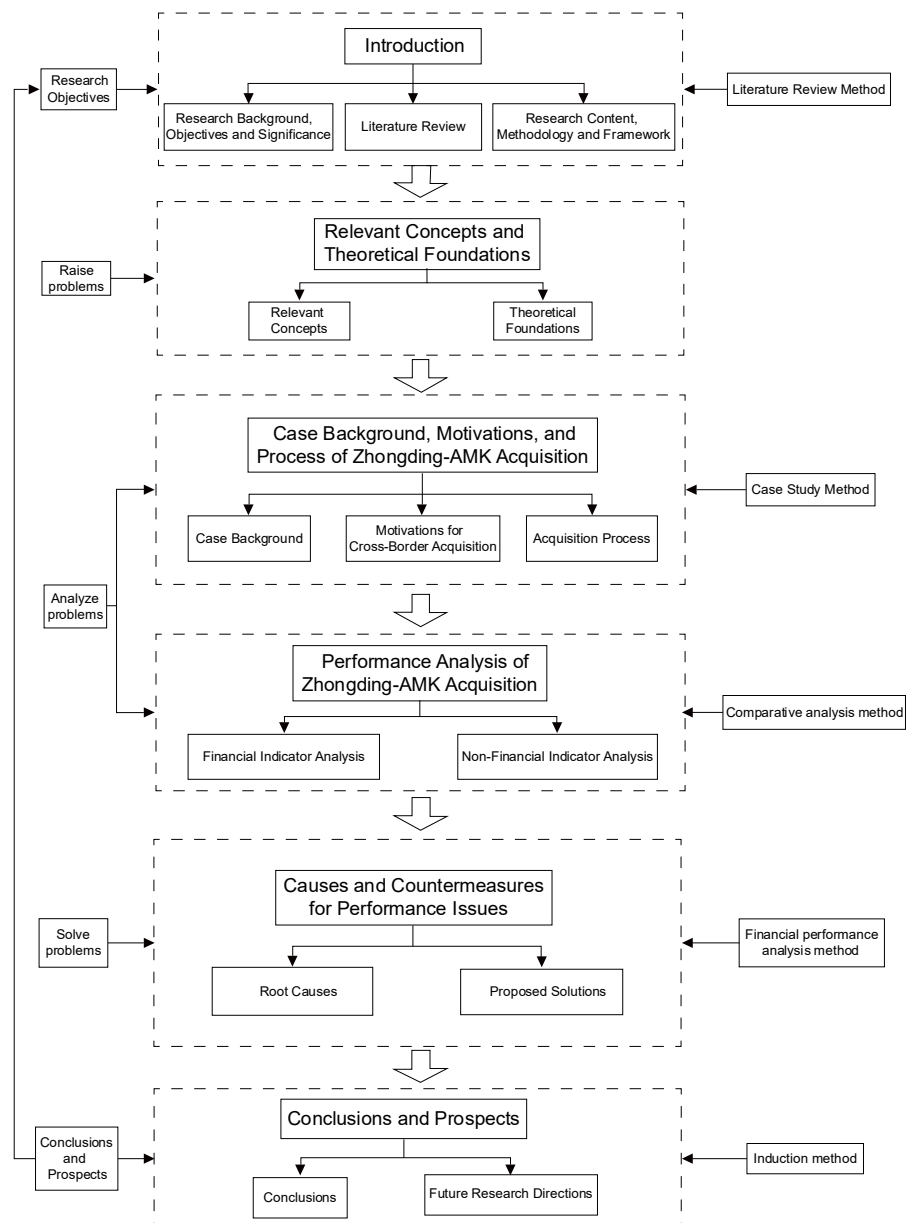 Introduction
Research
Objectives
Literature Review Method
Research Background,
Objectives and Significance
Literature Review
Research Content,
Methodology and Framework
Relevant Concepts and
Theoretical Foundations
Raise
problems
Relevant
Concepts
Theoretical
Foundations
Case Background, Motivations, and
Process of Zhongding-AMK Acquisition
Case Study Method
Case Background
Motivations for
Cross-Border Acquisition
Acquisition Process
Analyze
problems
Performance Analysis of
Zhongding-AMK Acquisition
Comparative analysis method
Financial Indicator Analysis
Non-Financial Indicator Analysis
Causes and Countermeasures
for Performance Issues
Solve
problems
Financial performance
analysis method
Root Causes
Proposed Solutions
Conclusions and Prospects
Conclusions
and
Prospects
Induction method
Conclusions
Future Research Directions